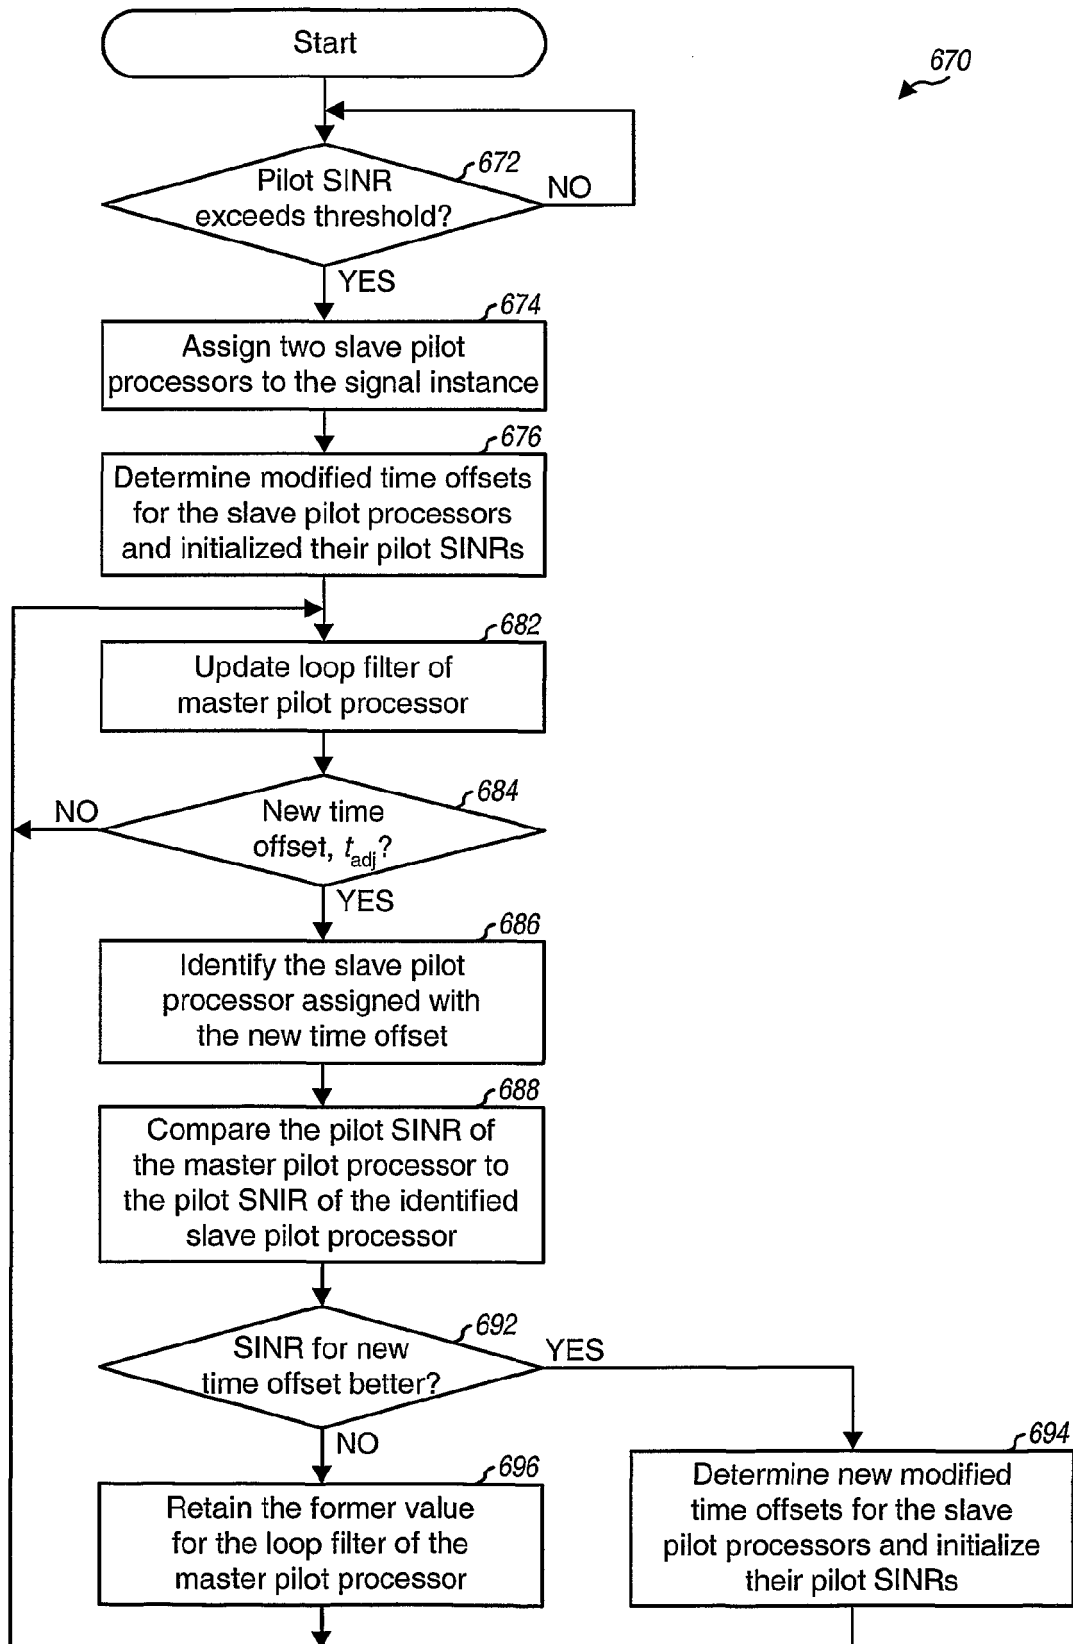 Start
670
672
Pilot SINR
exceeds threshold?
NO
YES
674
Assign two slave pilot
processors to the signal instance
676
Determine modified time offsets
for the slave pilot processors
and initialized their pilot SINRs
682
Update loop filter of
master pilot processor
684
NO
New time
offset, tadj?
YES
686
Identify the slave pilot
processor assigned with
the new time offset
688
Compare the pilot SINR of
the master pilot processor to
the pilot SNIR of the identified
slave pilot processor
692
SINR for new
time offset better?
YES
NO
696
Retain the former value
for the loop filter of the
master pilot processor
694
Determine new modified
time offsets for the slave
pilot processors and initialize
their pilot SINRs